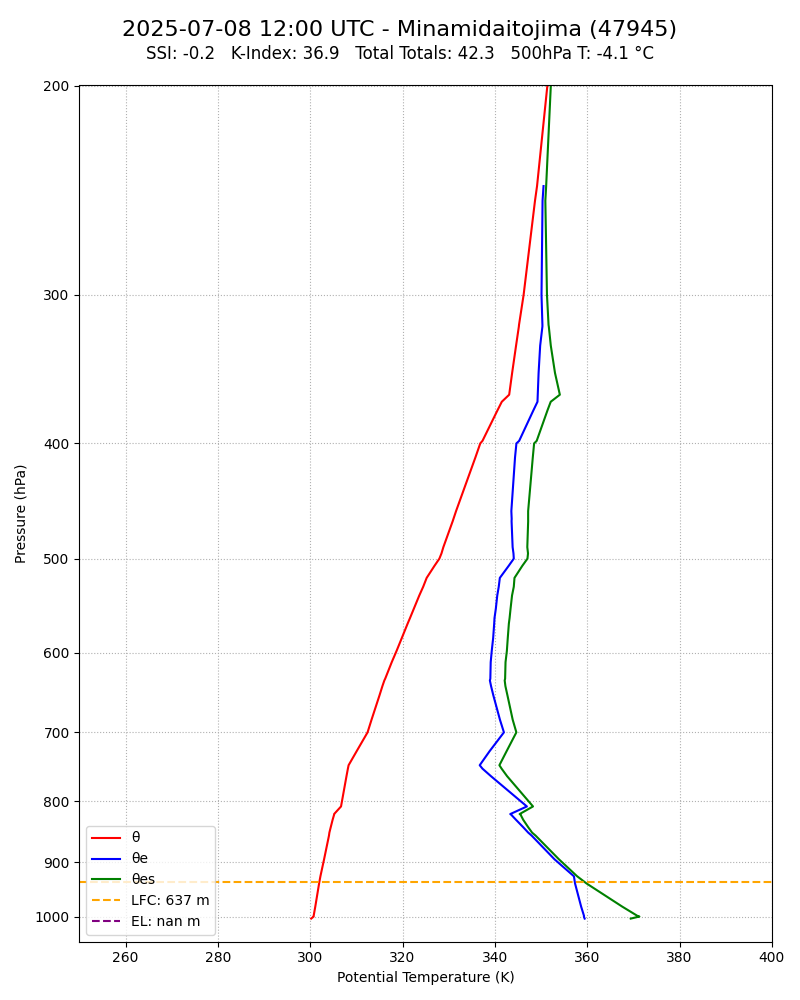 2025-07-08 12:00 UTC - Minamidaitojima (47945)
SSI: -0.2   K-Index: 36.9   Total Totals: 42.3   500hPa T: -4.1 °C
200
300
400
500
600
700
800
900
1000
Pressure (hPa)
θ
θe
θes
LFC: 637 m
EL: nan m
260
280
300
320
340
360
380
400
Potential Temperature (K)